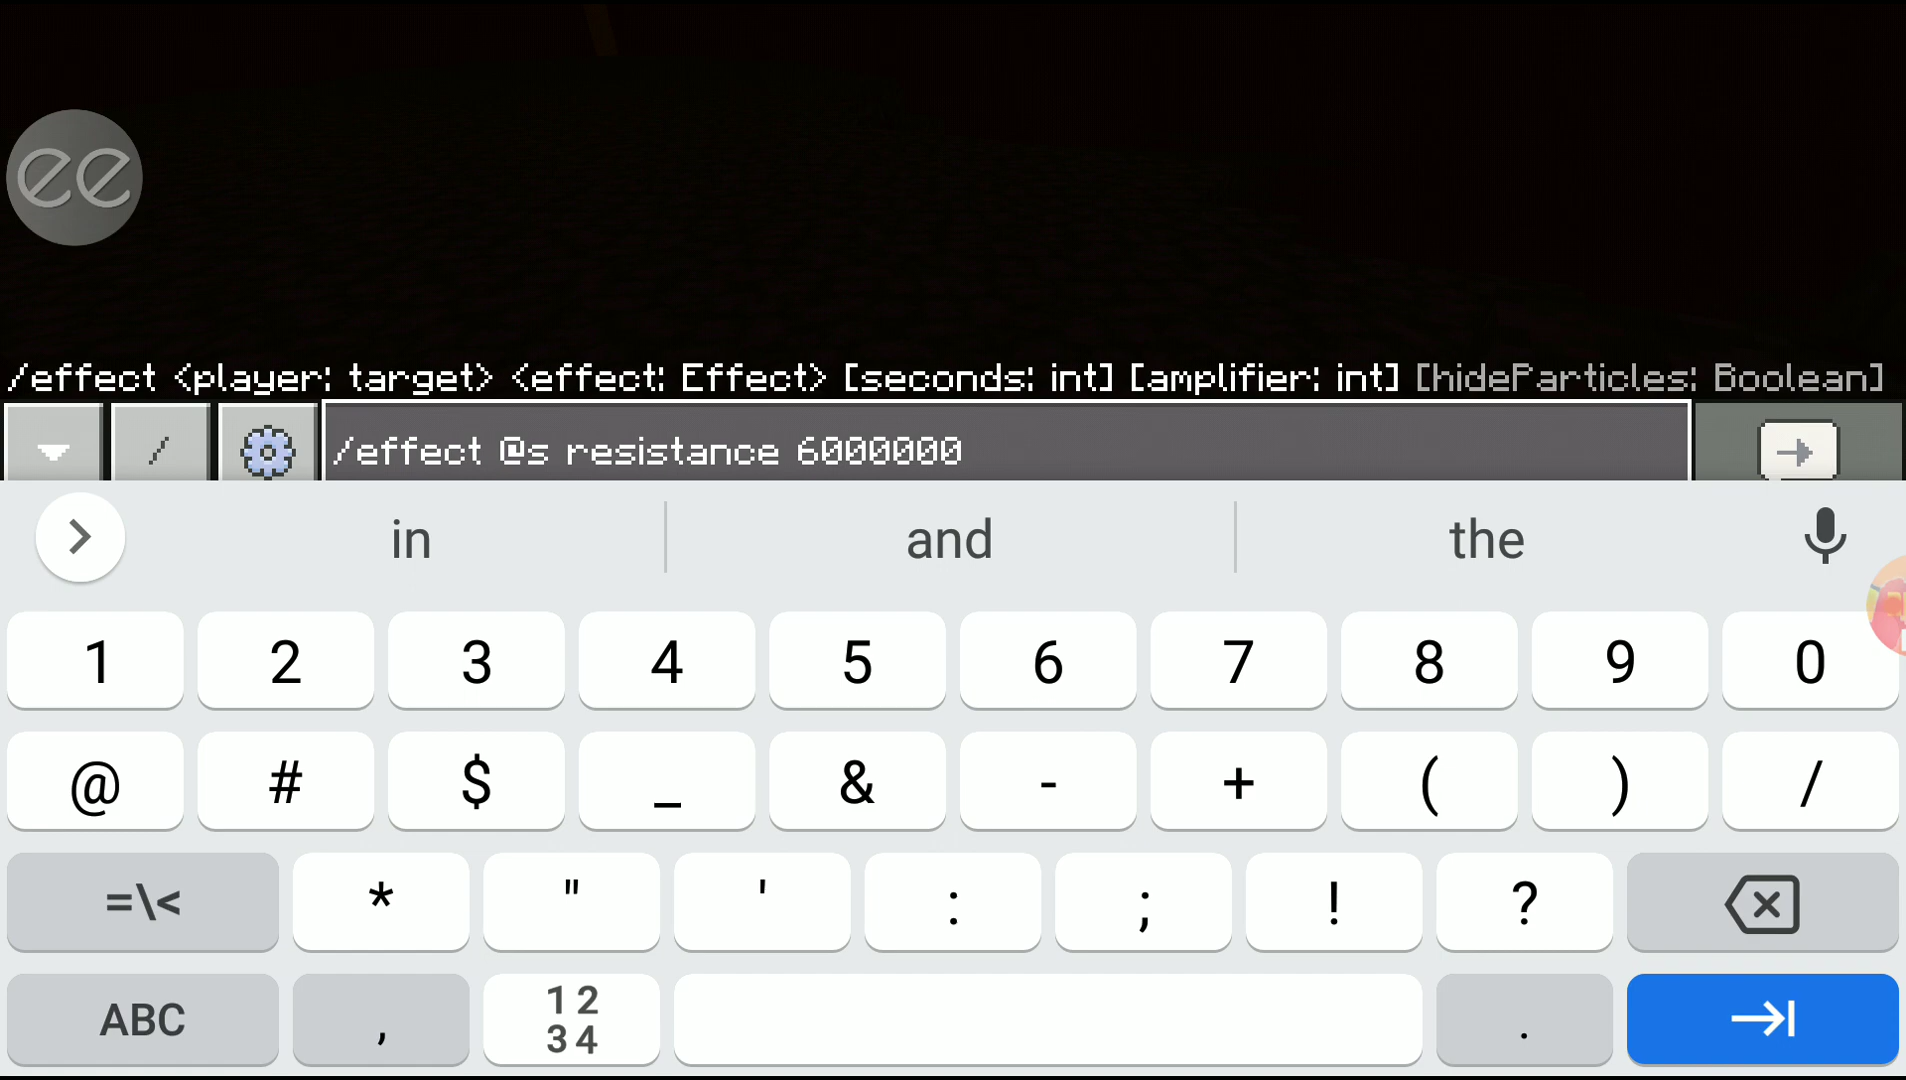 ee
/effect <player: target> <effect: Effect> [seconds: int] [amplifier: int] [hideParticles: Boolean]
/ /effect @s resistance 6000000
in and the
1 2 3 4 5 6 7 8 9 0
@ # $ _ & - + ( ) /
=\< * " ' : ; ! ?
ABC , 1 2 3 4 .